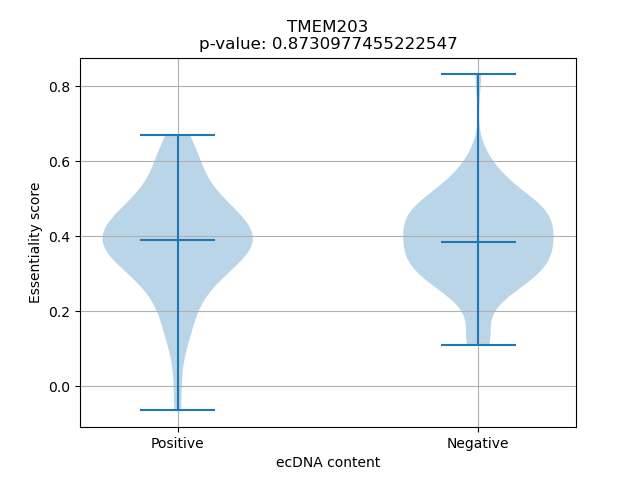 TMEM203
p-value: 0.8730977455222547
0.8
0.6
0.4
0.2
0.0
Essentiality score
Positive
Negative
ecDNA content